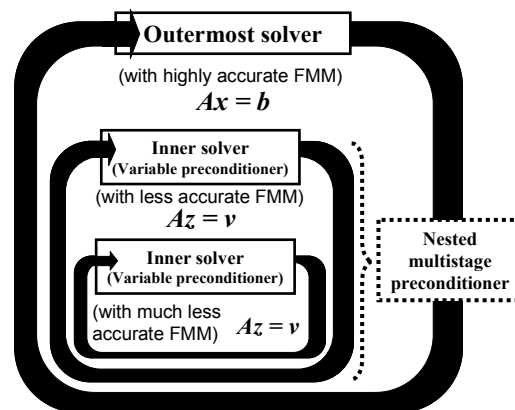 Outermost solver
(with highly accurate FMM)
Ax = b
Inner solver
(Variable preconditioner)
(with less accurate FMM)
Az = v
Inner solver
(Variable preconditioner)
(with much less
accurate FMM)
Az = v
Nested
multistage
preconditioner